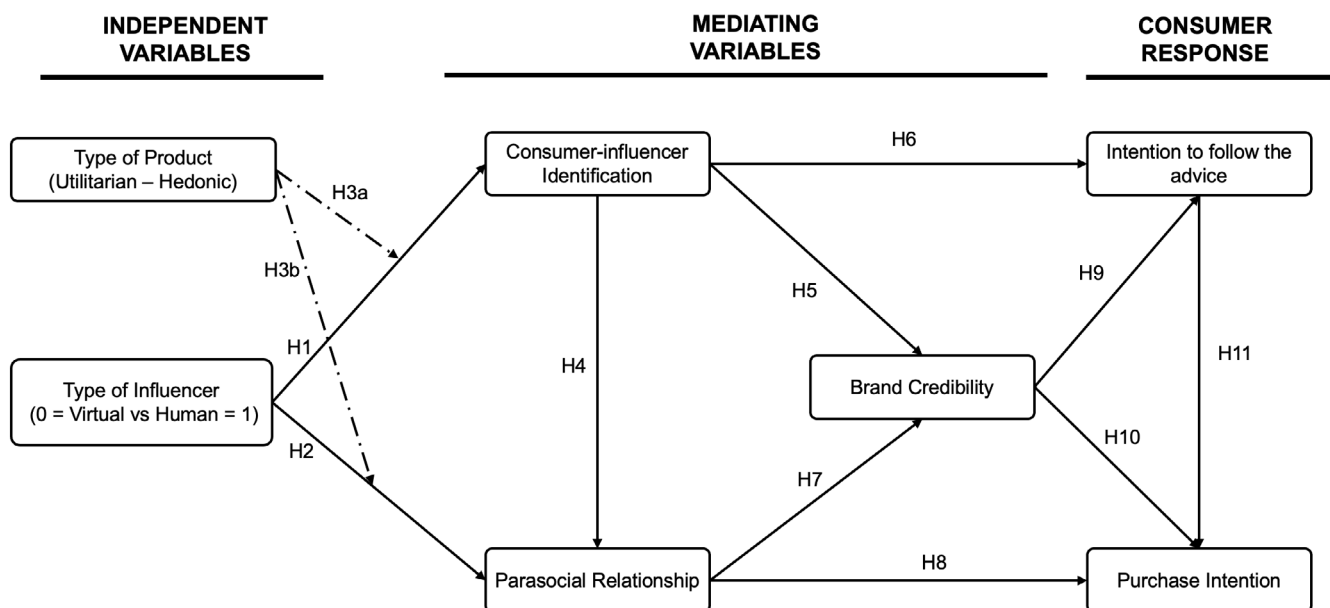 INDEPENDENT
VARIABLES
MEDIATING
VARIABLES
CONSUMER
RESPONSE
Type of Product
(Utilitarian – Hedonic)
Consumer-influencer
Identification
H6
Intention to follow the
advice
H3a
H3b
H5
H9
H1
H4
H11
Type of Influencer
(0 = Virtual vs Human = 1)
Brand Credibility
H2
H10
H7
Parasocial Relationship
H8
Purchase Intention